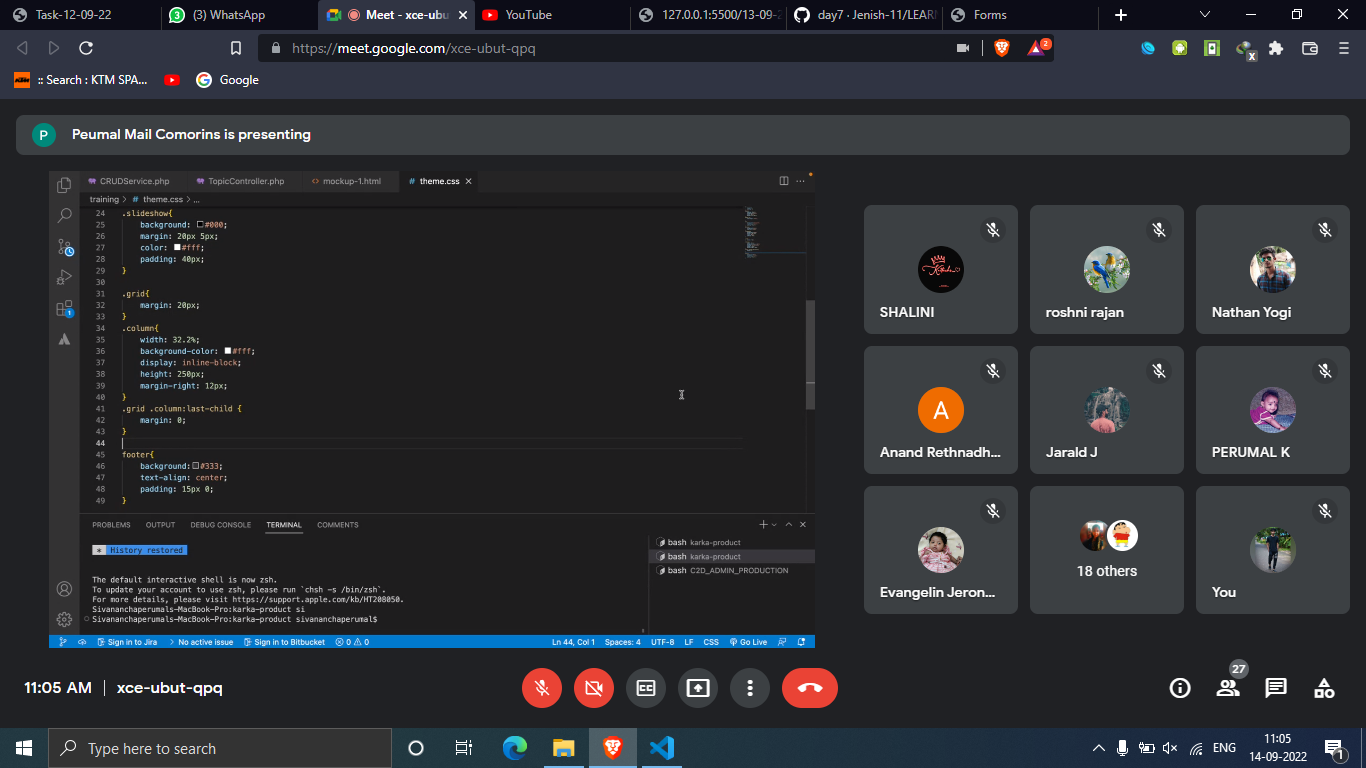 Task-12-09-22
(3) WhatsApp
Meet - xce-ubu
YouTube
127.0.0.1:5500/13-09-2
day7 · Jenish-11/LEAR
Forms
https://meet.google.com/xce-ubut-qpq
2
X
:: Search : KTM SPA...
Google
P
Peumal Mail Comorins is presenting
CRUDService.php
TopicController.php
mockup-1.html
# theme.css
training > # theme.css > ...
24 .slideshow{
25 background: #000;
26 margin: 20px 5px;
27 color: #fff;
28 padding: 40px;
29 }
30
31 .grid{
32 margin: 20px;
33 }
34 .column{
35 width: 32.2%;
36 background-color: #fff;
37 display: inline-block;
38 height: 250px;
39 margin-right: 12px;
40 }
41 .grid .column:last-child {
42 margin: 0;
43 }
44
45 footer{
46 background: #333;
47 text-align: center;
48 padding: 15px 0;
49 }
1
PROBLEMS OUTPUT DEBUG CONSOLE TERMINAL COMMENTS
* History restored
The default interactive shell is now zsh.
To update your account to use zsh, please run `chsh -s /bin/zsh`.
For more details, please visit https://support.apple.com/kb/HT208050.
Sivananchaperumals-MacBook-Pro:karka-product si
Sivananchaperumals-MacBook-Pro:karka-product sivananchaperumal$
bash karka-product
bash karka-product
bash C2D_ADMIN_PRODUCTION
Sign in to Jira
No active issue
Sign in to Bitbucket
0 0
Ln 44, Col 1
Spaces: 4
UTF-8
LF
CSS
Go Live
SHALINI
roshni rajan
Nathan Yogi
A
Anand Rethnadh...
Jarald J
PERUMAL K
Evangelin Jeron...
18 others
You
11:05 AM | xce-ubut-qpq
27
Type here to search
ENG
11:05
14-09-2022
1